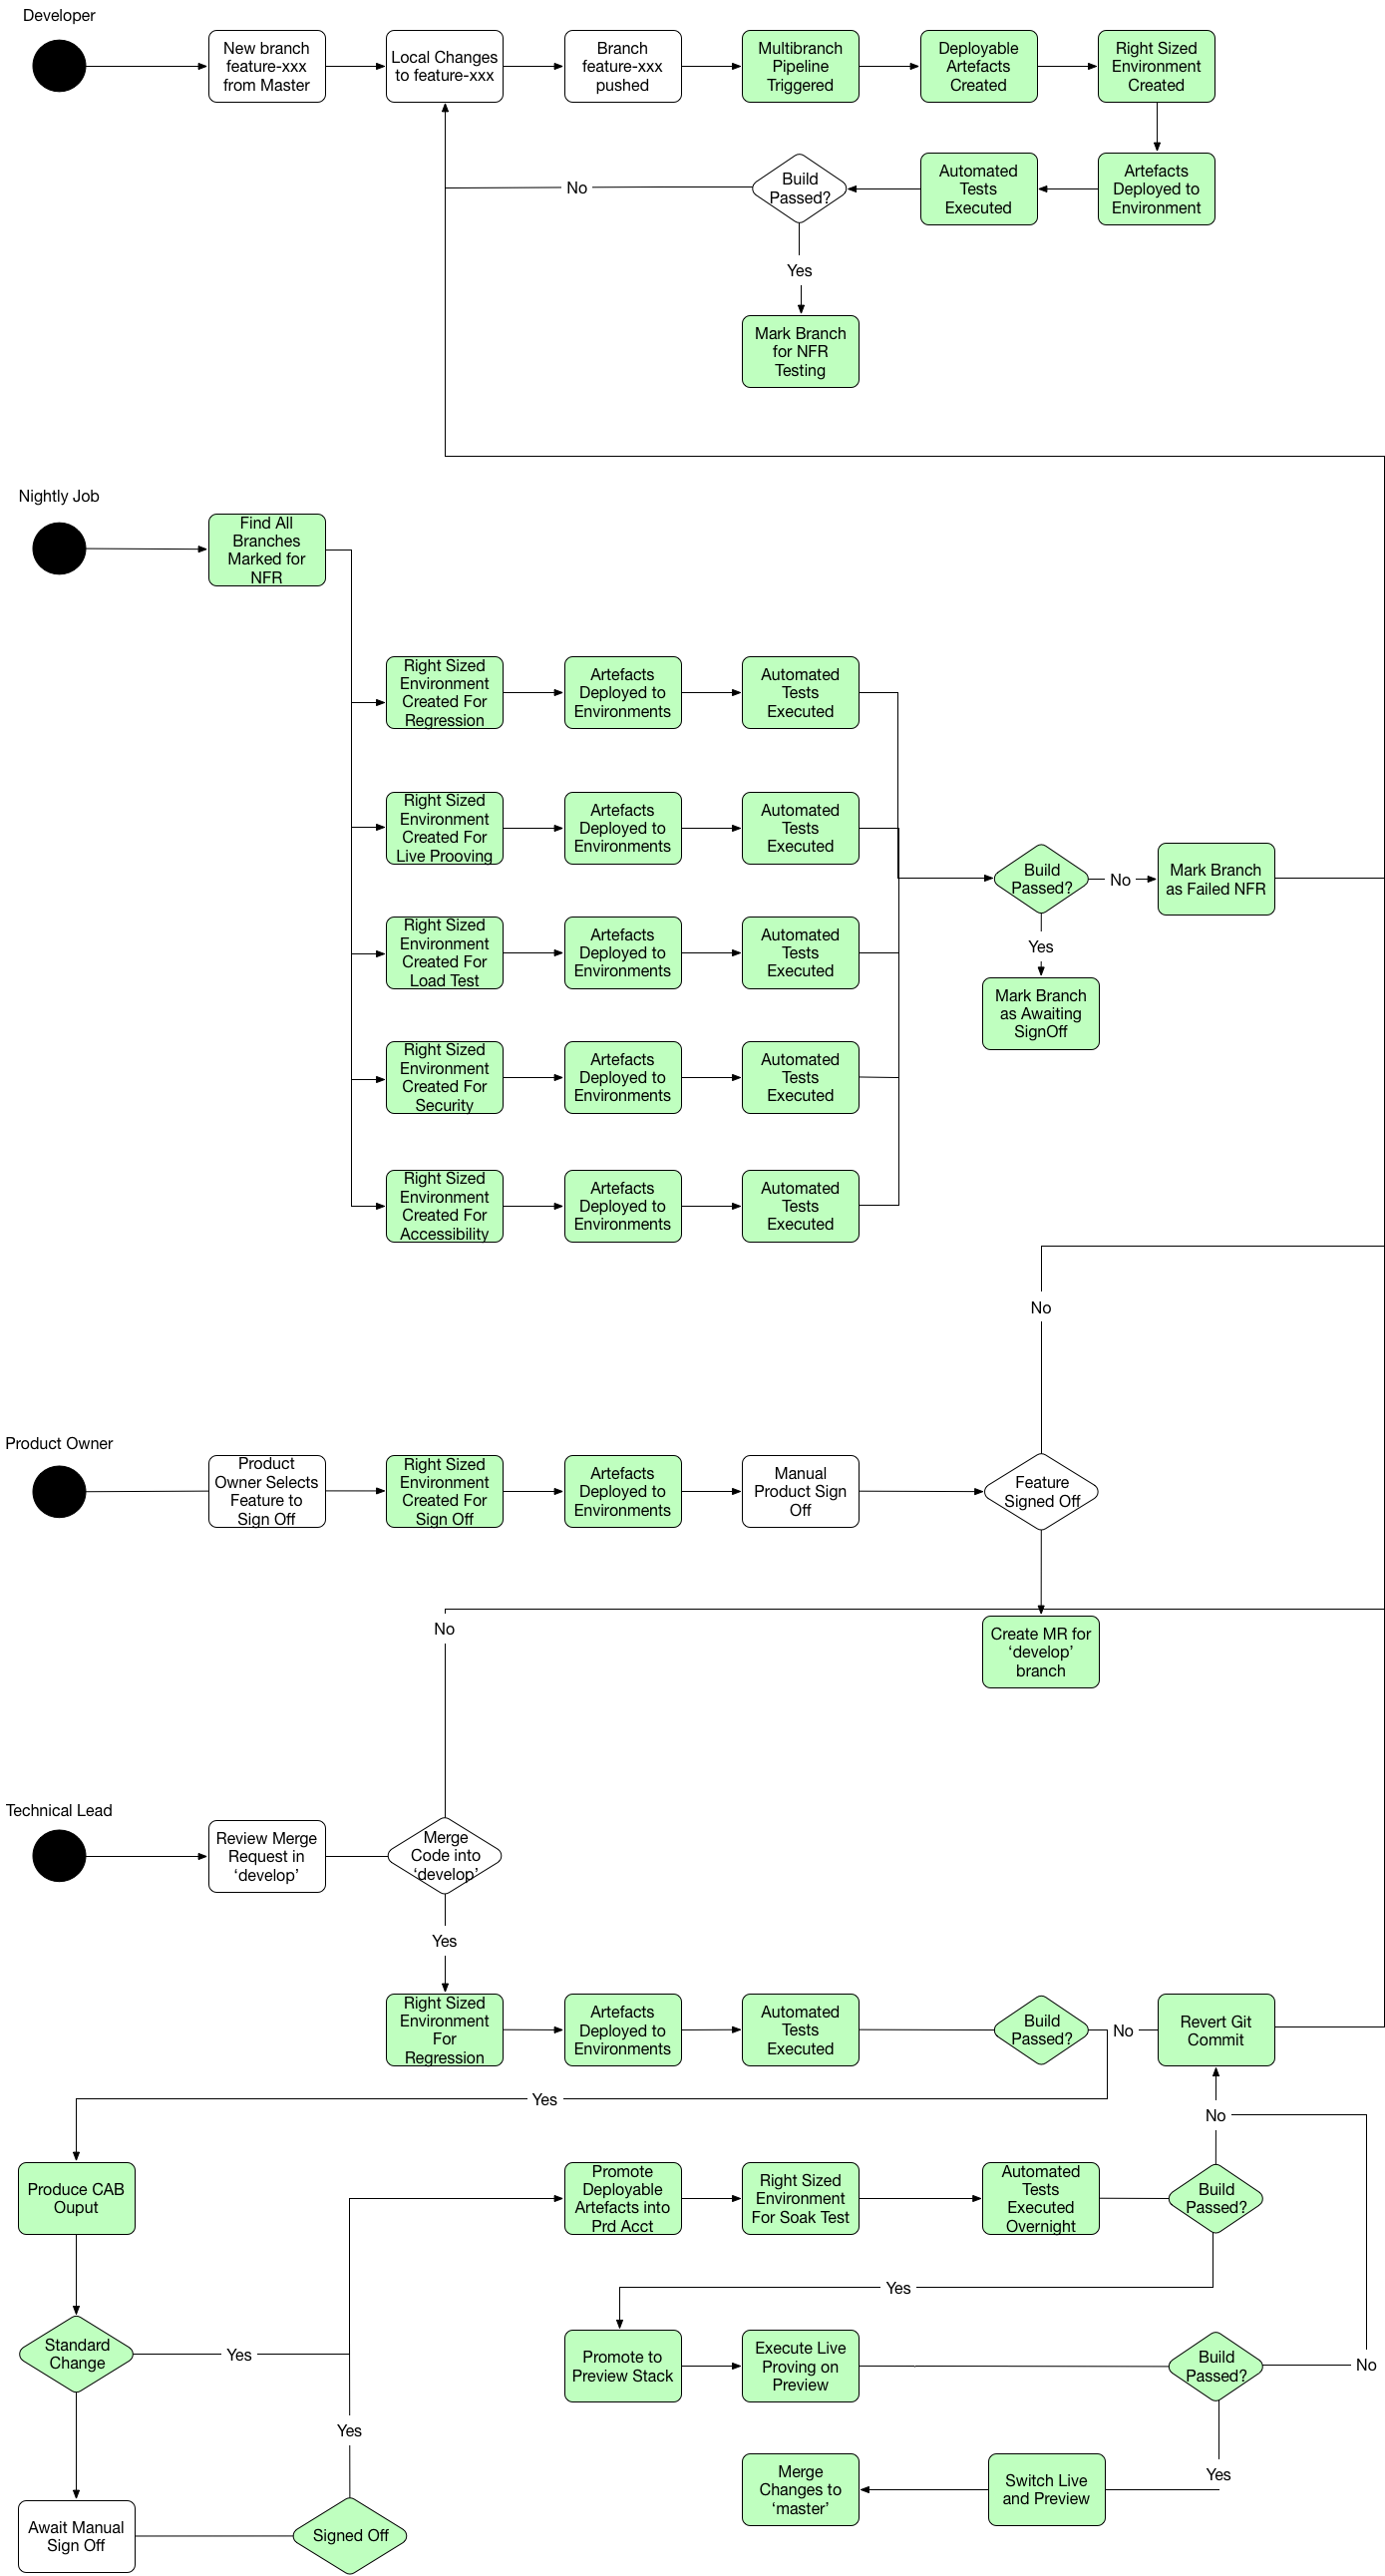 Developer
New branch
feature-xxx
from Master
Local Changes
to feature-xxx
Branch
feature-xxx
pushed
Multibranch
Pipeline
Triggered
Deployable
Artefacts
Created
Right Sized
Environment
Created
Artefacts
Deployed to
Environment
Automated
Tests
Executed
Build
Passed?
No
Yes
Mark Branch
for NFR
Testing
Nightly Job
Find All
Branches
Marked for
NFR
Right Sized
Environment
Created For
Regression
Artefacts
Deployed to
Environments
Automated
Tests
Executed
Right Sized
Environment
Created For
Live Prooving
Artefacts
Deployed to
Environments
Automated
Tests
Executed
Right Sized
Environment
Created For
Load Test
Artefacts
Deployed to
Environments
Automated
Tests
Executed
Right Sized
Environment
Created For
Security
Artefacts
Deployed to
Environments
Automated
Tests
Executed
Right Sized
Environment
Created For
Accessibility
Artefacts
Deployed to
Environments
Automated
Tests
Executed
Build
Passed?
No
Mark Branch
as Failed NFR
Yes
Mark Branch
as Awaiting
SignOff
No
Product Owner
Product
Owner Selects
Feature to
Sign Off
Right Sized
Environment
Created For
Sign Off
Artefacts
Deployed to
Environments
Manual
Product Sign
Off
Feature
Signed Off
Create MR for
‘develop’
branch
No
Technical Lead
Review Merge
Request in
‘develop’
Merge
Code into
‘develop’
Yes
Right Sized
Environment
For
Regression
Artefacts
Deployed to
Environments
Automated
Tests
Executed
Build
Passed?
No
Revert Git
Commit
Yes
No
Produce CAB
Ouput
Promote
Deployable
Artefacts into
Prd Acct
Right Sized
Environment
For Soak Test
Automated
Tests
Executed
Overnight
Build
Passed?
Yes
Standard
Change
Yes
Promote to
Preview Stack
Execute Live
Proving on
Preview
Build
Passed?
No
Yes
Yes
Merge
Changes to
‘master’
Switch Live
and Preview
Await Manual
Sign Off
Signed Off